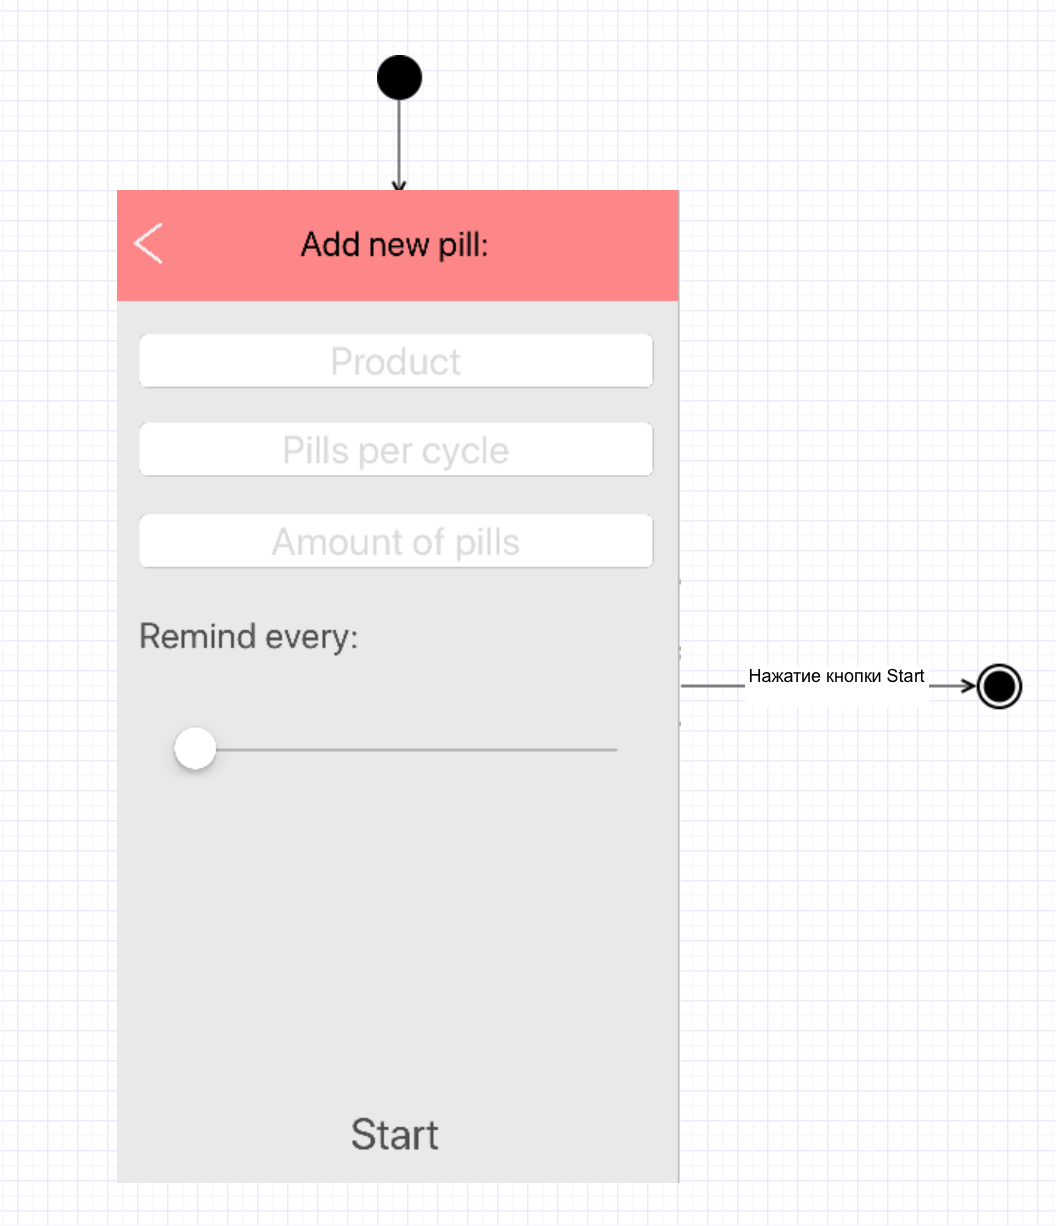 Add new pill:
Product
Pills per cycle
Amount of pills
Remind every:
Нажатие кнопки Start
Start